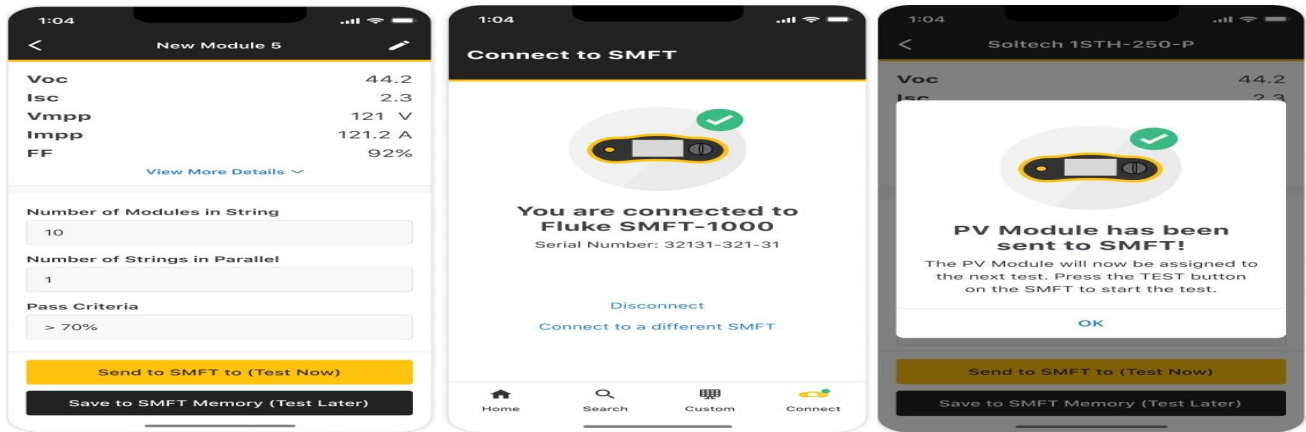 1:04
New Module 5
Voc 44.2
Isc 2.3
Vmpp 121 V
Impp 121.2 A
FF 92%
View More Details
Number of Modules in String
10
Number of Strings in Parallel
1
Pass Criteria
> 70%
Send to SMFT to (Test Now)
Save to SMFT Memory (Test Later)
1:04
Connect to SMFT
You are connected to
Fluke SMFT-1000
Serial Number: 32131-321-31
Disconnect
Connect to a different SMFT
Home Search Custom Connect
1:04
Soltech 1STH-250-P
Voc 44.2
Isc 2.3
PV Module has been
sent to SMFT!
The PV Module will now be assigned to
the next test. Press the TEST button
on the SMFT to start the test.
OK
Send to SMFT to (Test Now)
Save to SMFT Memory (Test Later)